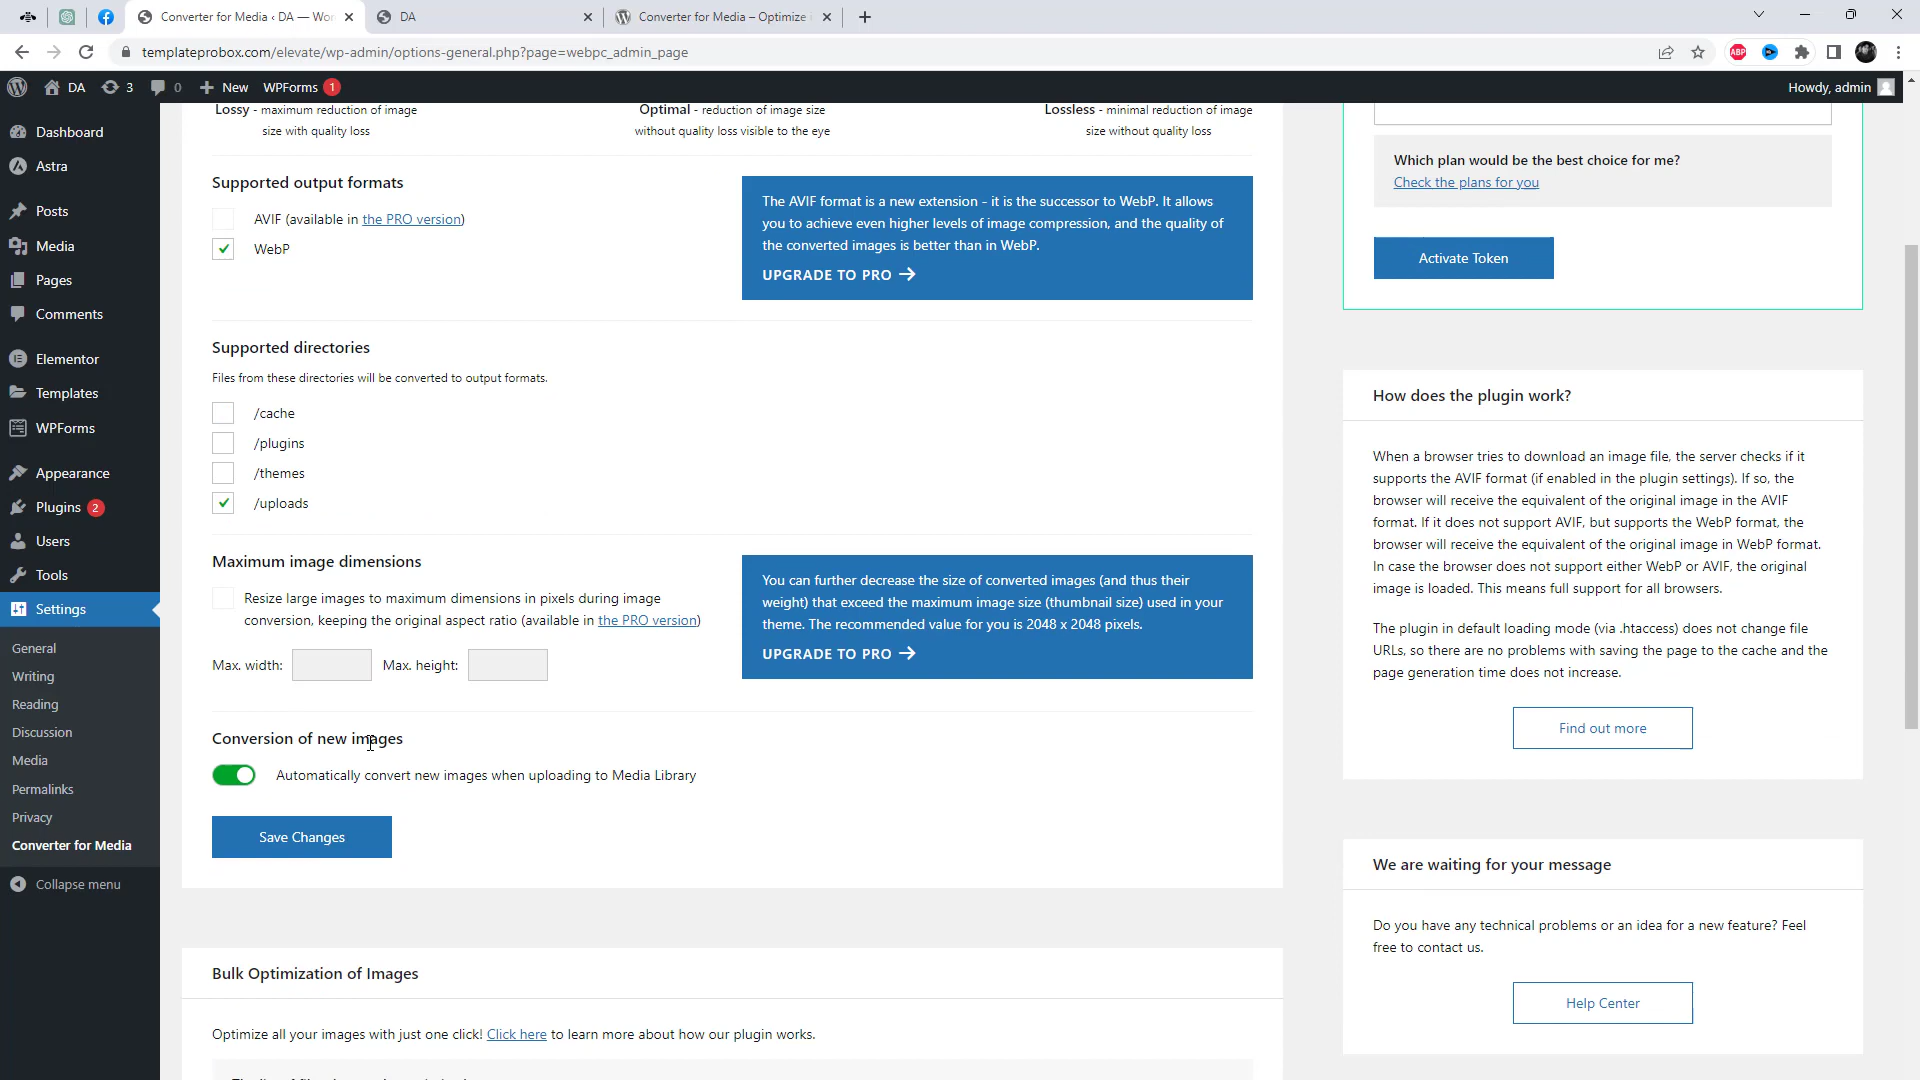 Converter for Media ‹ DA — Wor
DA
Converter for Media – Optimize
templateprobox.com/elevate/wp-admin/options-general.php?page=webpc_admin_page
ABP
DA
3
0
New
WPForms 1
Howdy, admin
Dashboard
Astra
Posts
Media
Pages
Comments
Elementor
Templates
WPForms
Appearance
Plugins 2
Users
Tools
Settings
General
Writing
Reading
Discussion
Media
Permalinks
Privacy
Converter for Media
Collapse menu
Lossy - maximum reduction of image
size with quality loss
Optimal - reduction of image size
without quality loss visible to the eye
Lossless - minimal reduction of image
size without quality loss
Supported output formats
AVIF (available in the PRO version)
WebP
The AVIF format is a new extension - it is the successor to WebP. It allows
you to achieve even higher levels of image compression, and the quality of
the converted images is better than in WebP.
UPGRADE TO PRO
Supported directories
Files from these directories will be converted to output formats.
/cache
/plugins
/themes
/uploads
Maximum image dimensions
Resize large images to maximum dimensions in pixels during image
conversion, keeping the original aspect ratio (available in the PRO version)
Max. width:
Max. height:
You can further decrease the size of converted images (and thus their
weight) that exceed the maximum image size (thumbnail size) used in your
theme. The recommended value for you is 2048 x 2048 pixels.
UPGRADE TO PRO
Conversion of new images
Automatically convert new images when uploading to Media Library
Save Changes
Bulk Optimization of Images
Optimize all your images with just one click! Click here to learn more about how our plugin works.
Which plan would be the best choice for me?
Check the plans for you
Activate Token
How does the plugin work?
When a browser tries to download an image file, the server checks if it
supports the AVIF format (if enabled in the plugin settings). If so, the
browser will receive the equivalent of the original image in the AVIF
format. If it does not support AVIF, but supports the WebP format, the
browser will receive the equivalent of the original image in WebP format.
In case the browser does not support either WebP or AVIF, the original
image is loaded. This means full support for all browsers.
The plugin in default loading mode (via .htaccess) does not change file
URLs, so there are no problems with saving the page to the cache and the
page generation time does not increase.
Find out more
We are waiting for your message
Do you have any technical problems or an idea for a new feature? Feel
free to contact us.
Help Center